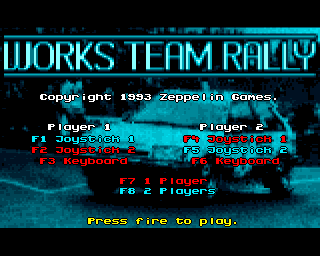 WORKS TEAM RALLY
Copyright 1993 Zeppelin Games.
Player 1 Player 2
F1 Joystick 1 F4 Joystick 1
F2 Joystick 2 F5 Joystick 2
F3 Keyboard F6 Keyboard
F7 1 Player
F8 2 Players
Press fire to play.